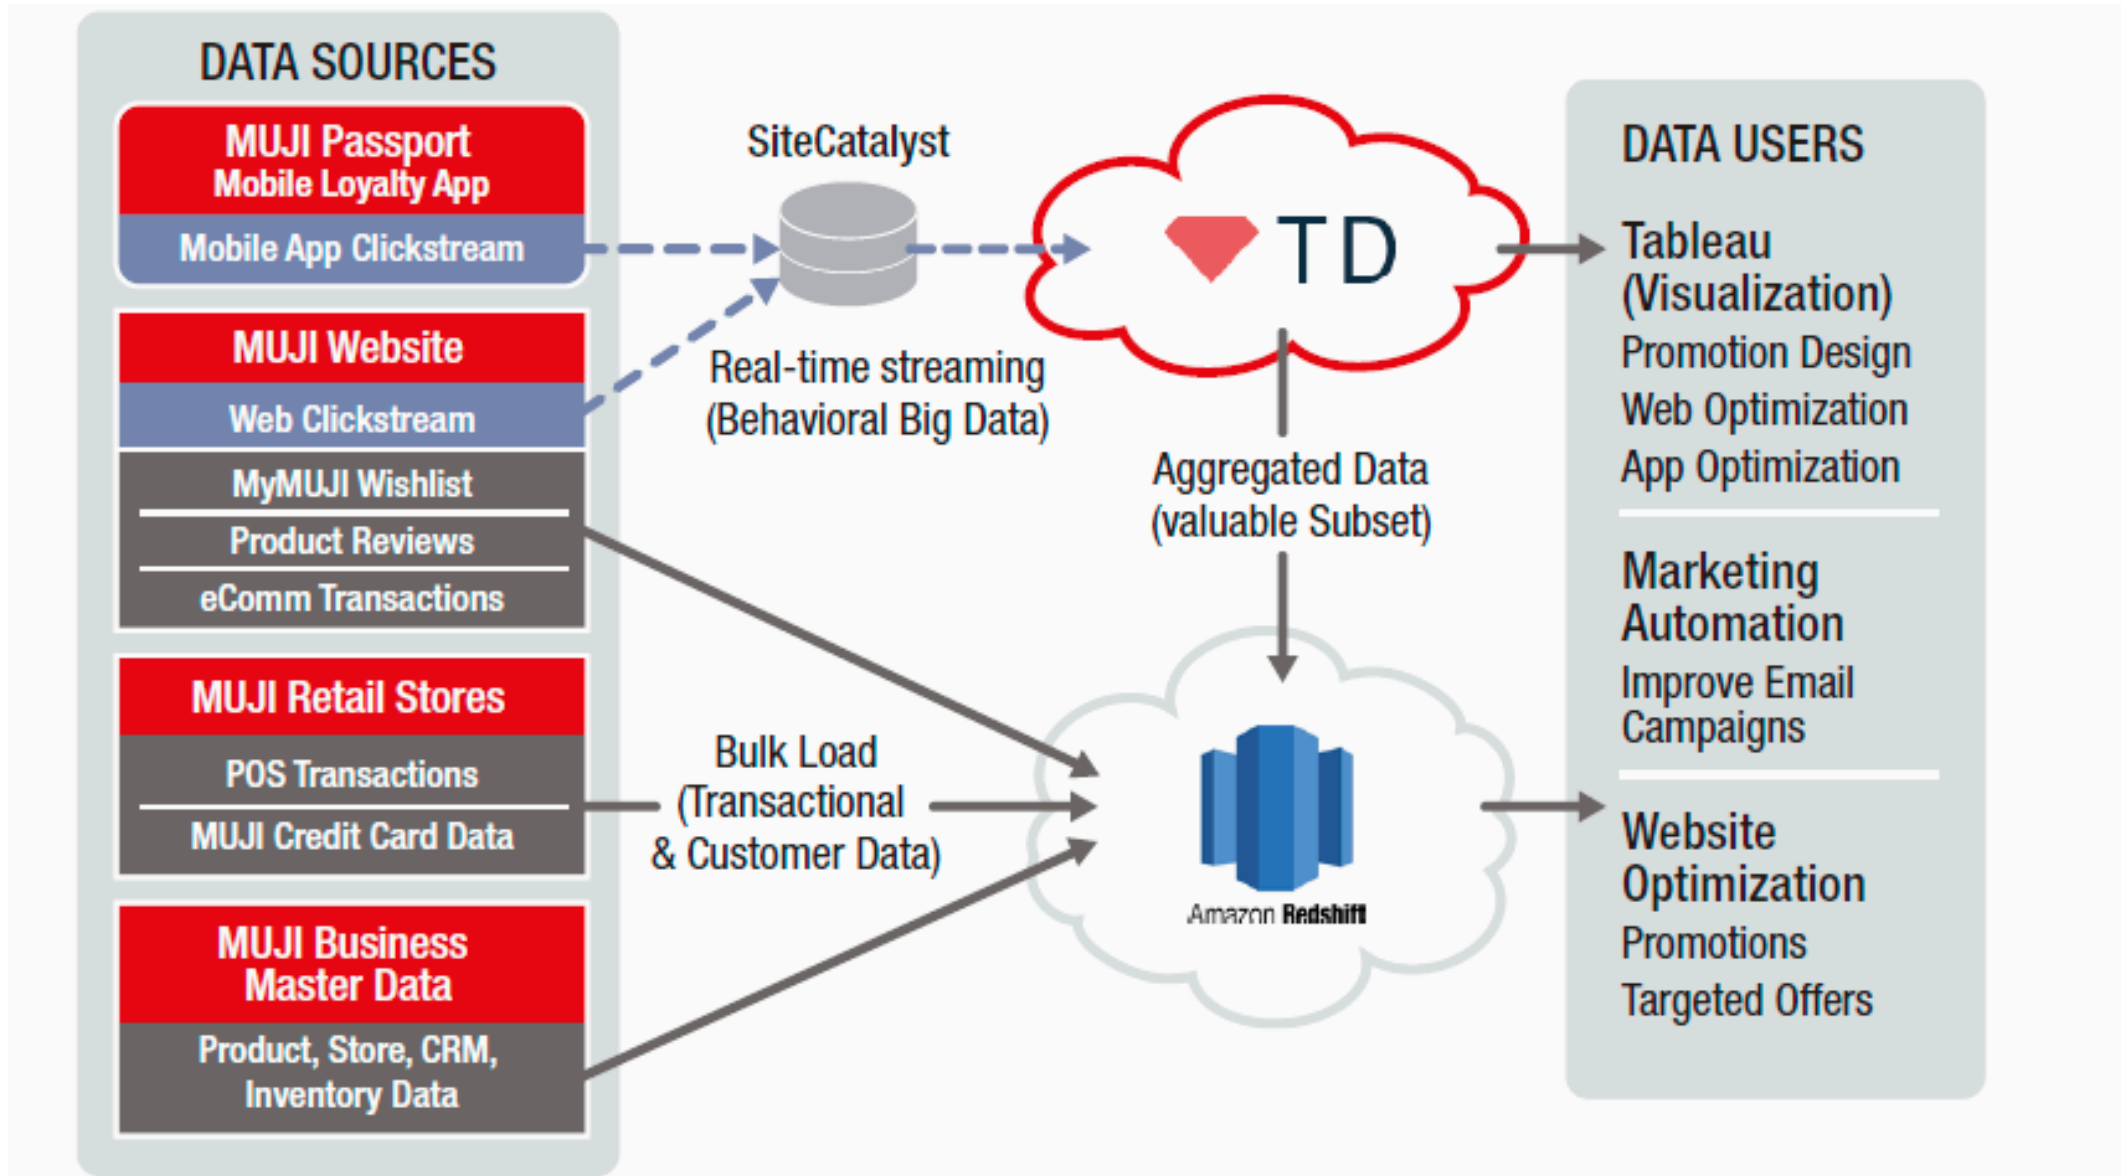 DATA SOURCES
MUJI Passport
Mobile Loyalty App
Mobile App Clickstream
MUJI Website
Web Clickstream
MyMUJI Wishlist
Product Reviews
eComm Transactions
MUJI Retail Stores
POS Transactions
MUJI Credit Card Data
MUJI Business
Master Data
Product, Store, CRM,
Inventory Data
SiteCatalyst
Real-time streaming
(Behavioral Big Data)
Bulk Load
(Transactional
& Customer Data)
TD
Aggregated Data
(valuable Subset)
Amazon Redshift
DATA USERS
Tableau
(Visualization)
Promotion Design
Web Optimization
App Optimization
Marketing
Automation
Improve Email
Campaigns
Website
Optimization
Promotions
Targeted Offers